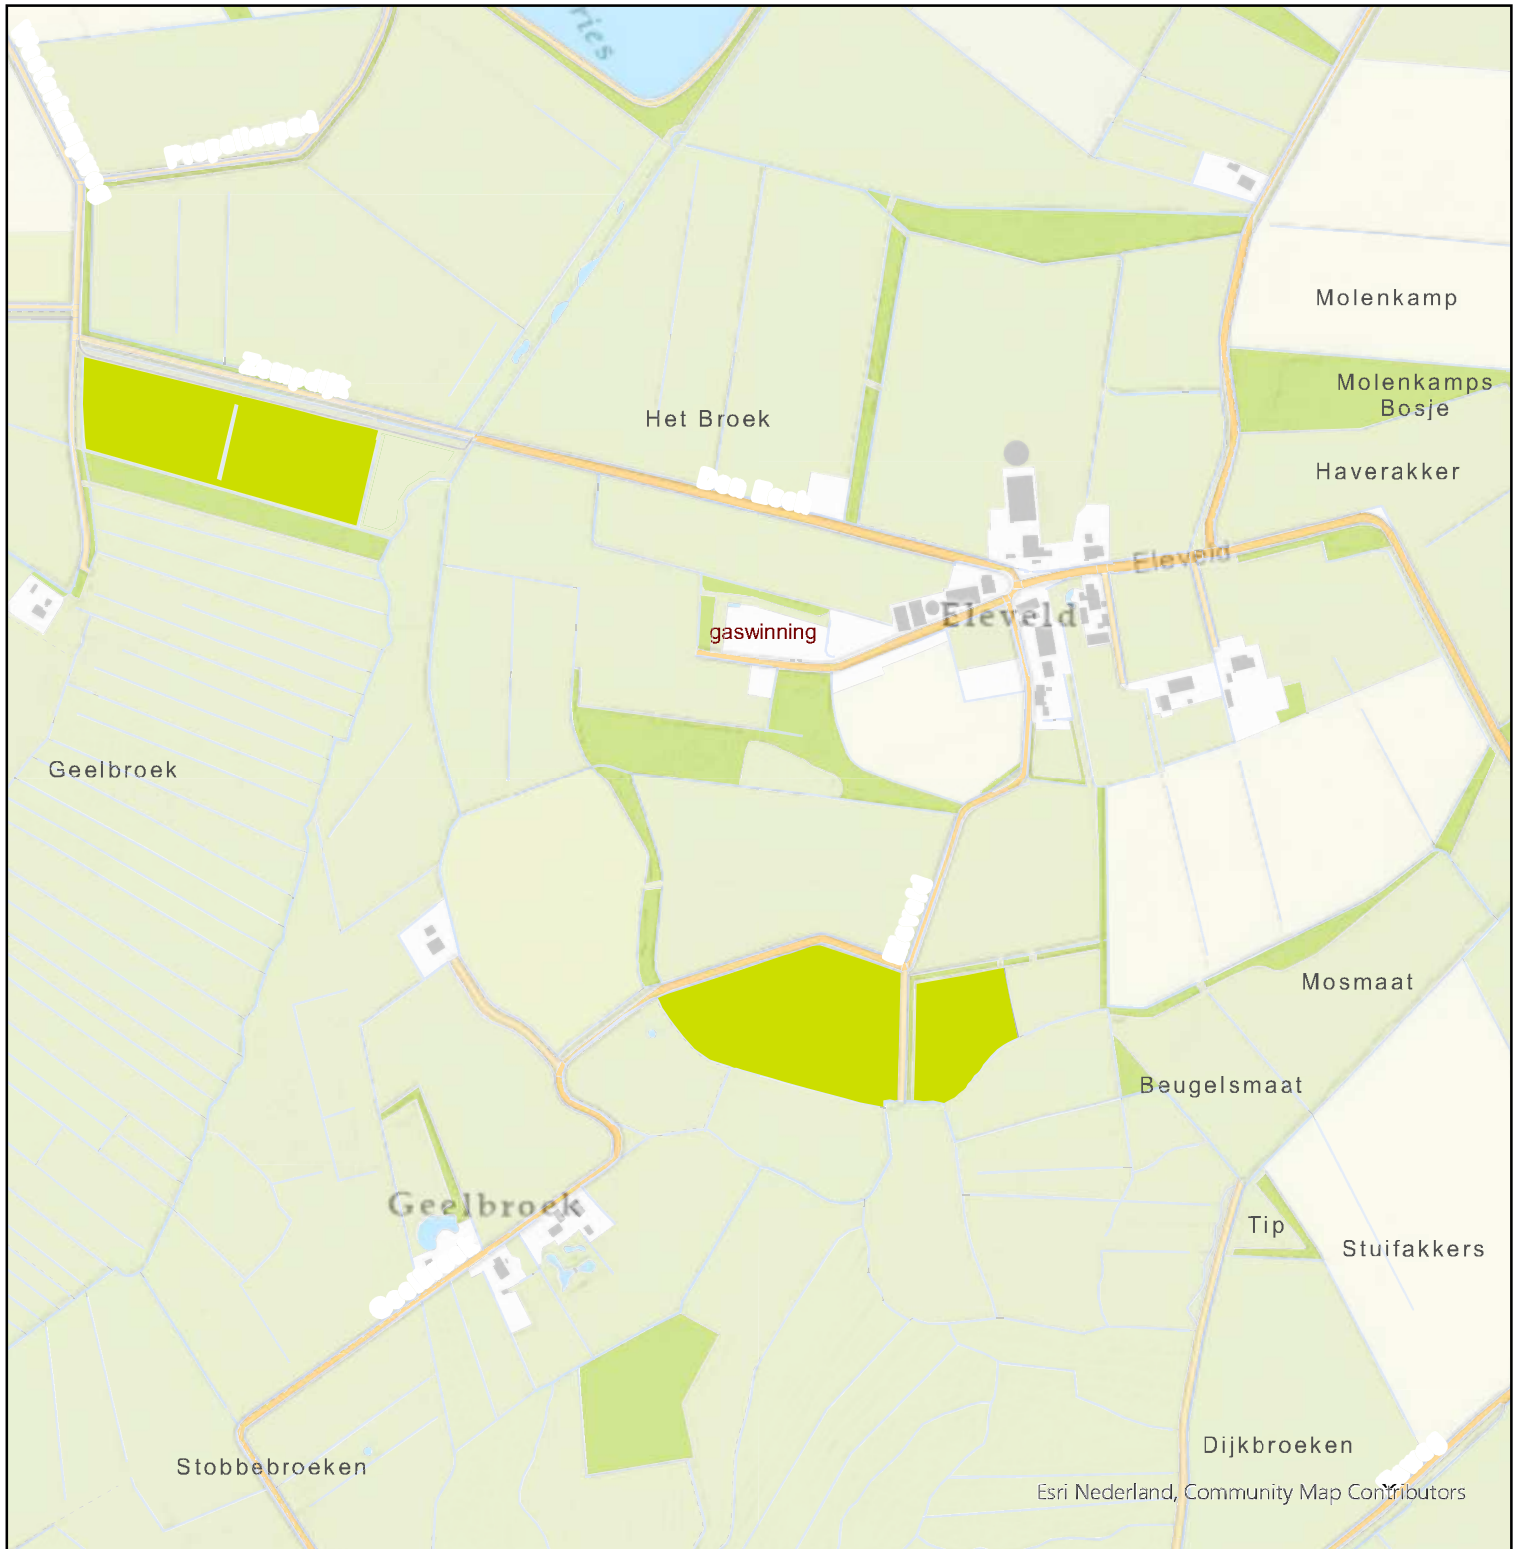 ries
Molenkamp
Molenkamps
Bosje
Het Broek
Haverakker
Eleveld
Eleveld
gaswinning
Geelbroek
Mosmaat
Beugelsmaat
Geelbroek
Tip
Stuifakkers
Dijkbroeken
Stobbebroeken
Esri Nederland, Community Map Contributors